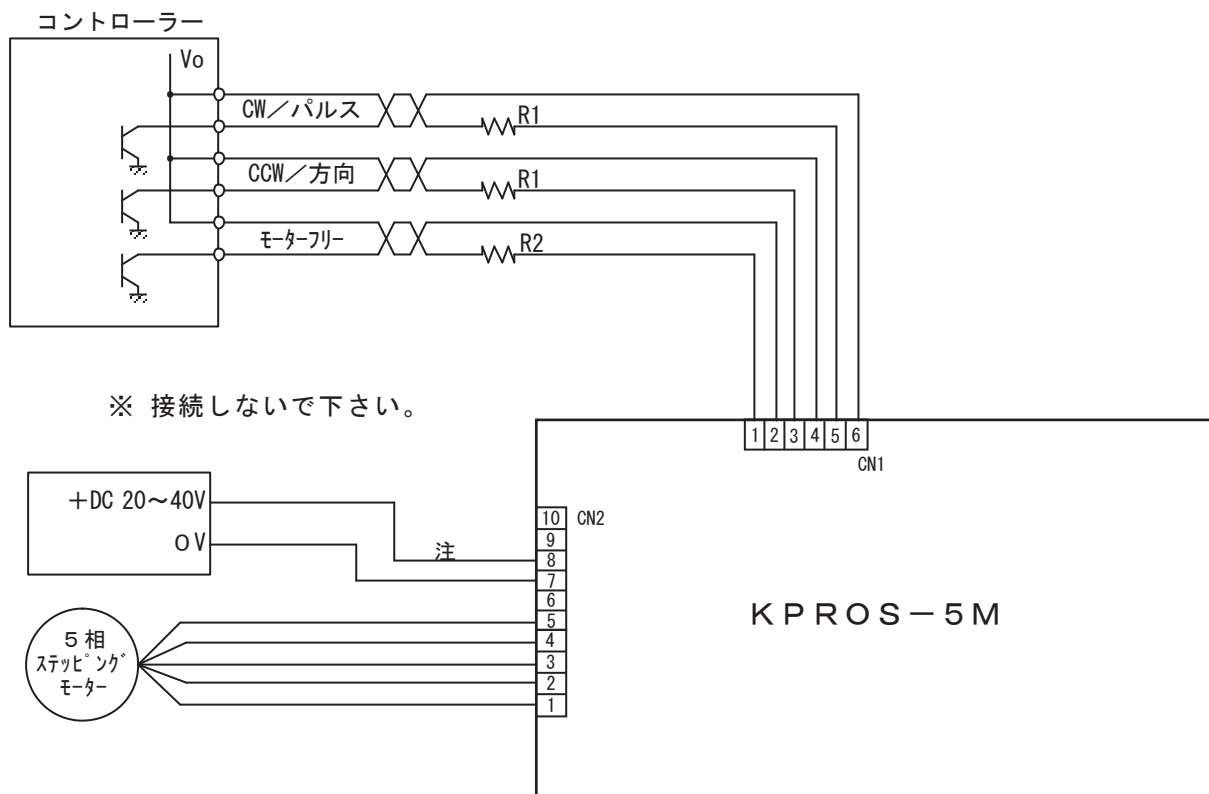 コントローラー
Vo
CW／パルス
R1
CCW／方向
R1
ﾓｰﾀｰﾌﾘｰ
R2
※ 接続しないで下さい。
1 2 3 4 5 6
CN1
＋DC 20～40V
0V
注
10 CN2
9
8
7
6
5
4
3
2
1
KPROS－5M
5相
ｽﾃｯﾋﾟﾝｸﾞ
ﾓｰﾀｰ